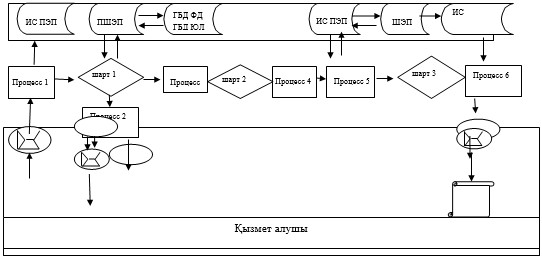 ИС ПЭП
ПШЭП
ГБД ФД
ГБД ЮЛ
ИС ПЭП
ШЭП
ИС
Процесс 1
шарт 1
Процесс
шарт 2
Процесс 4
Процесс 5
шарт 3
Процесс 6
Процесс 2
Қызмет алушы